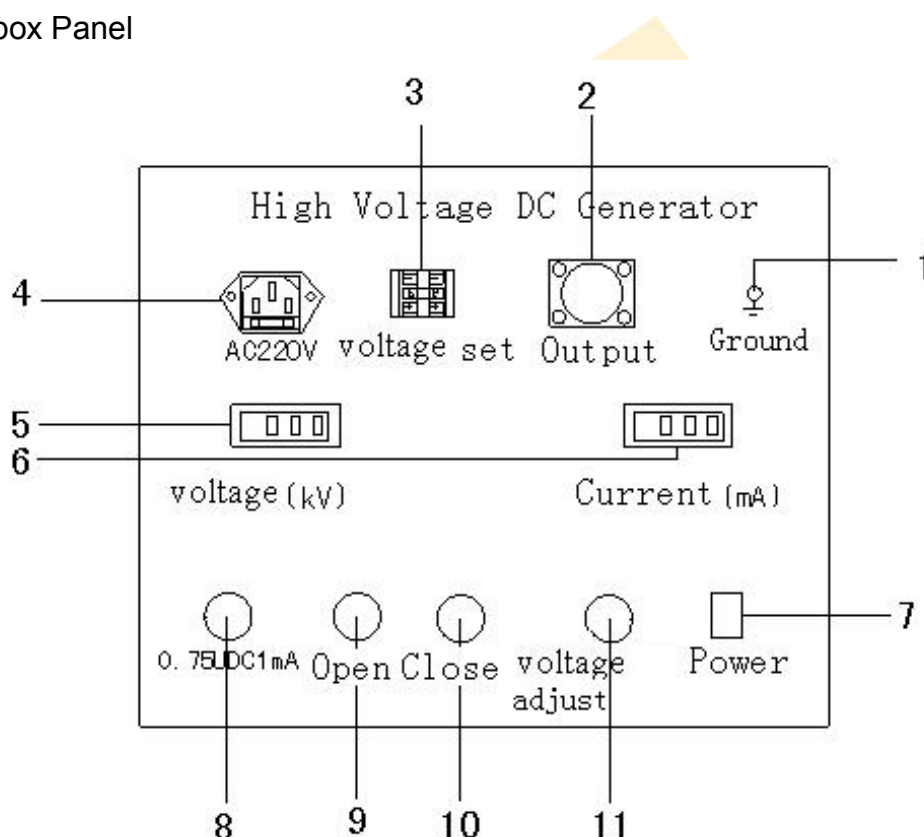 box Panel
3 2
High Voltage DC Generator
1
4
AC220V voltage set Output Ground
5
6
voltage(kV) Current(mA)
7
0.75UDC1mA Open Close voltage adjust Power
8 9 10 11